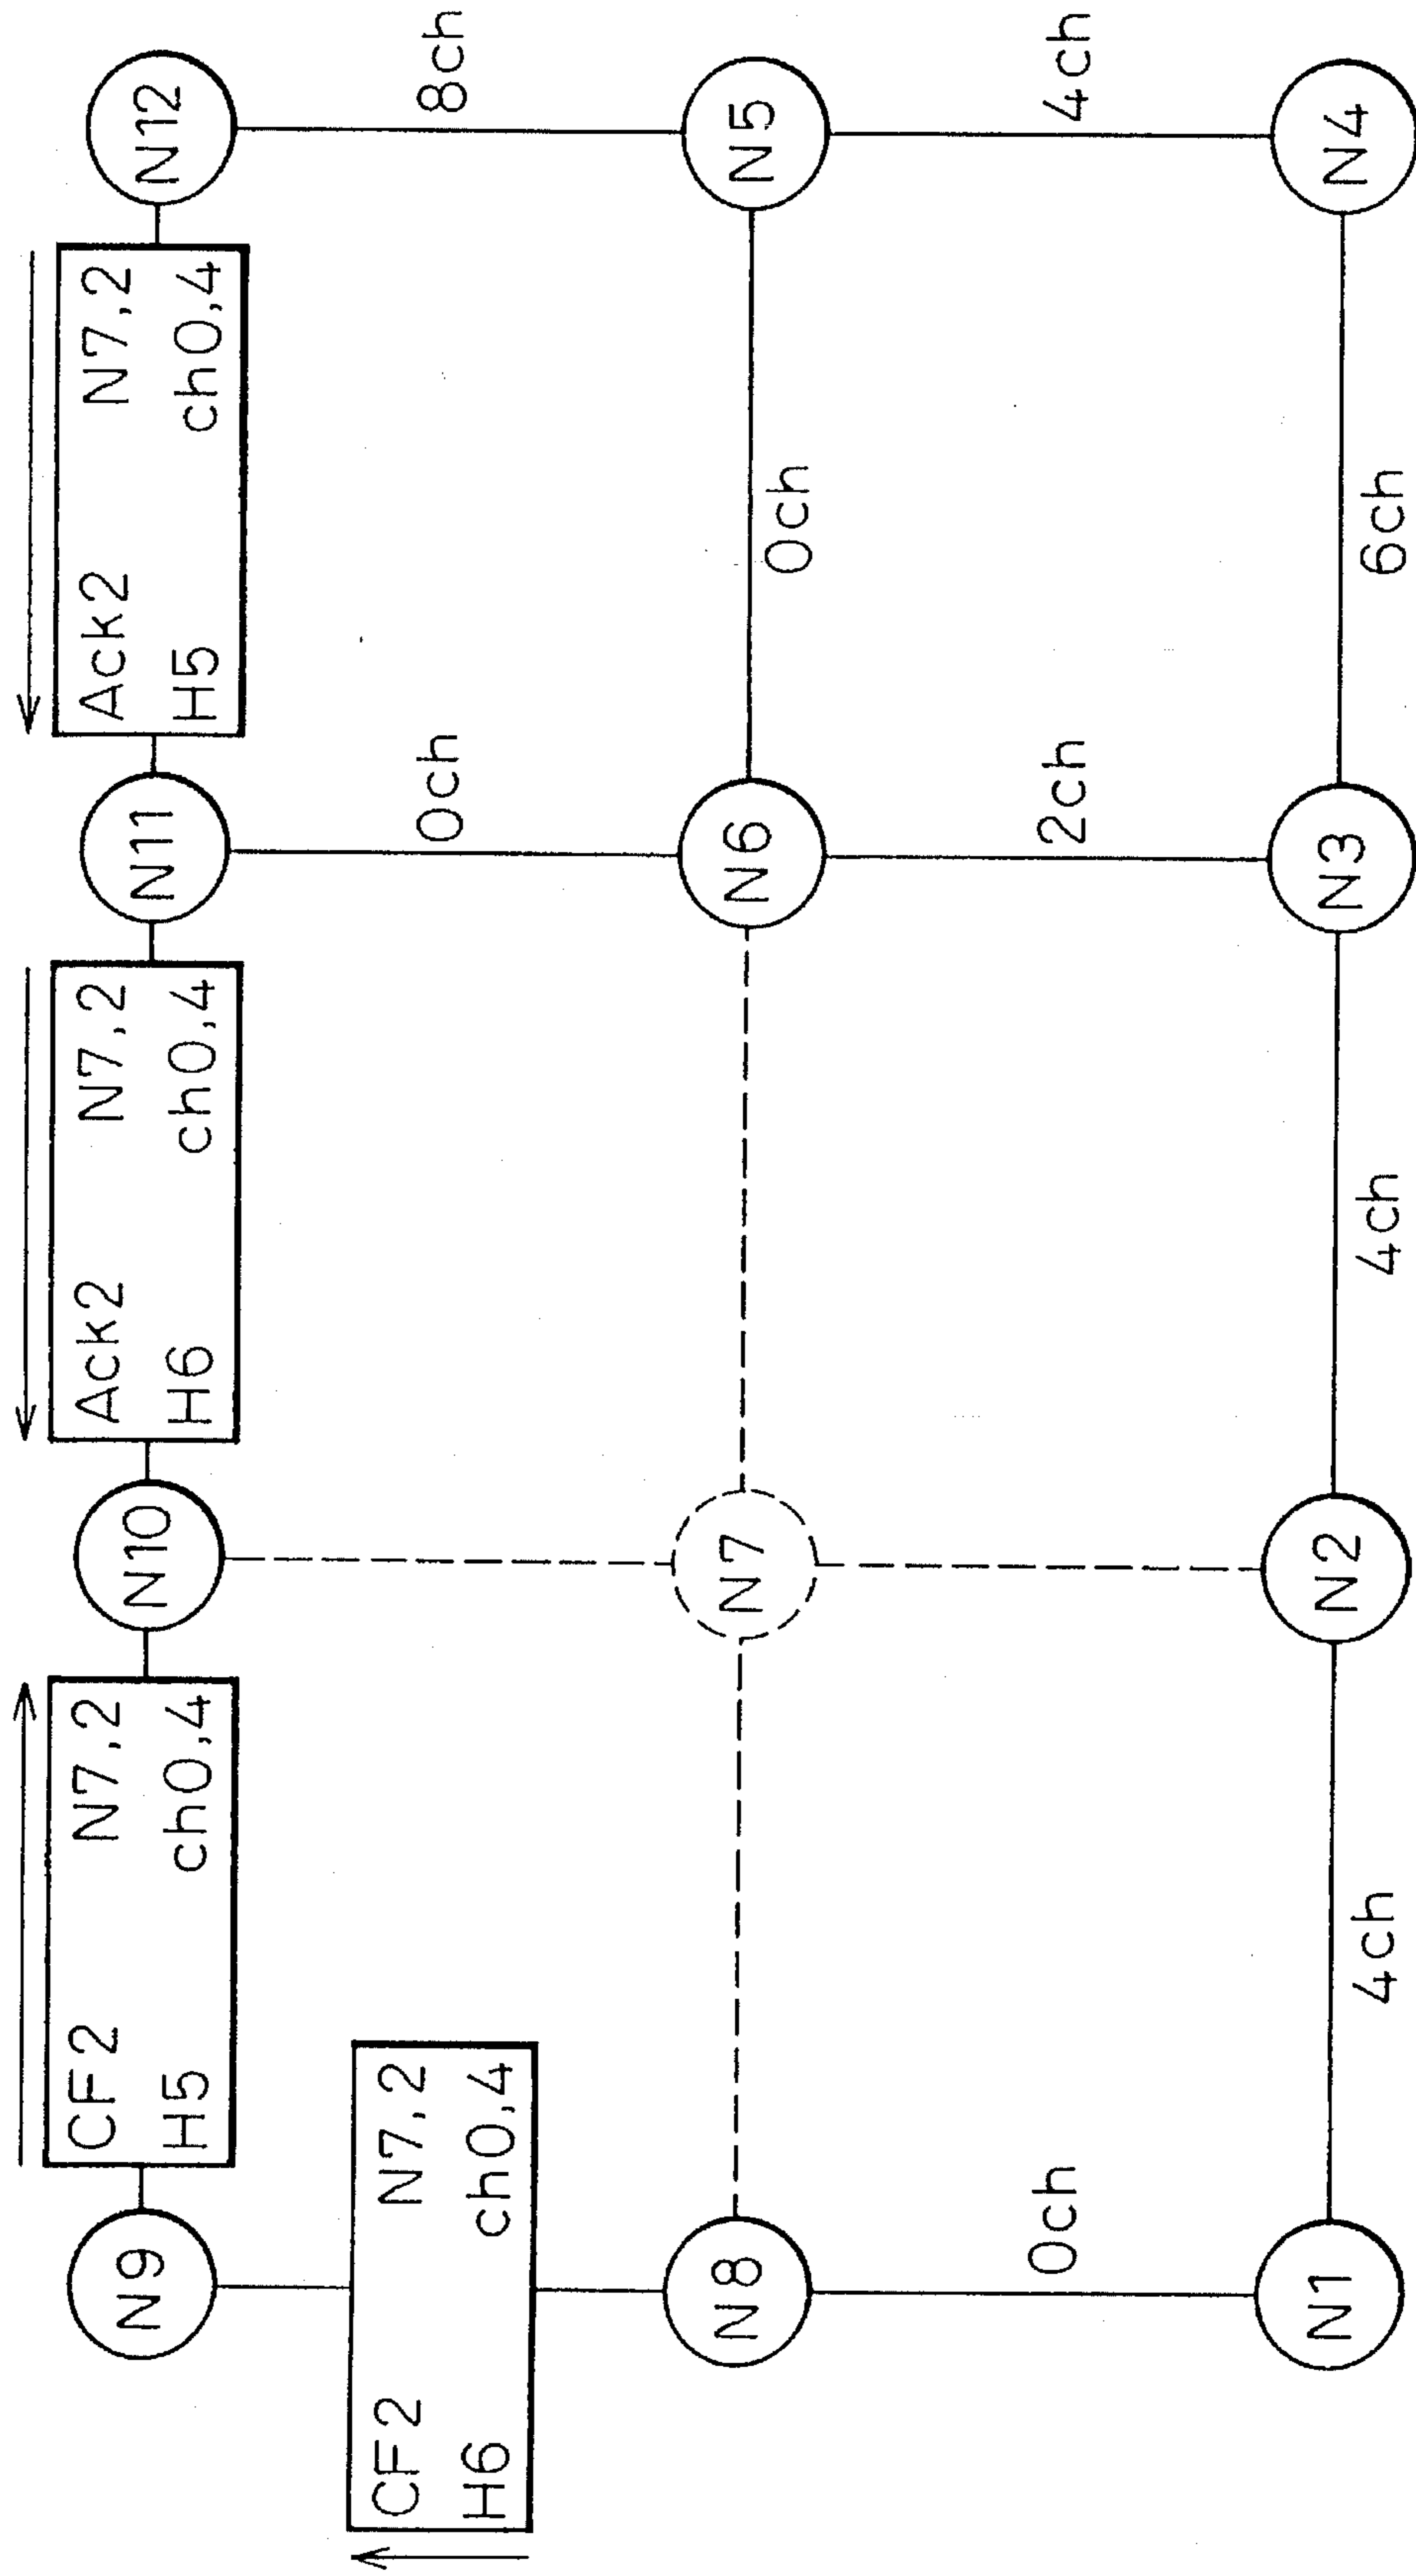 CF2 N7,2
Ack2 N7,2
Ack2 N7,2
N9
N10
N11
N12
H5 ch0,4
H6 ch0,4
H5 ch0,4
CF2 N7,2
H6 ch0,4
0ch
8ch
N8
N7
N6
N5
0ch
0ch
2ch
4ch
N1
N2
N3
N4
4ch
4ch
6ch